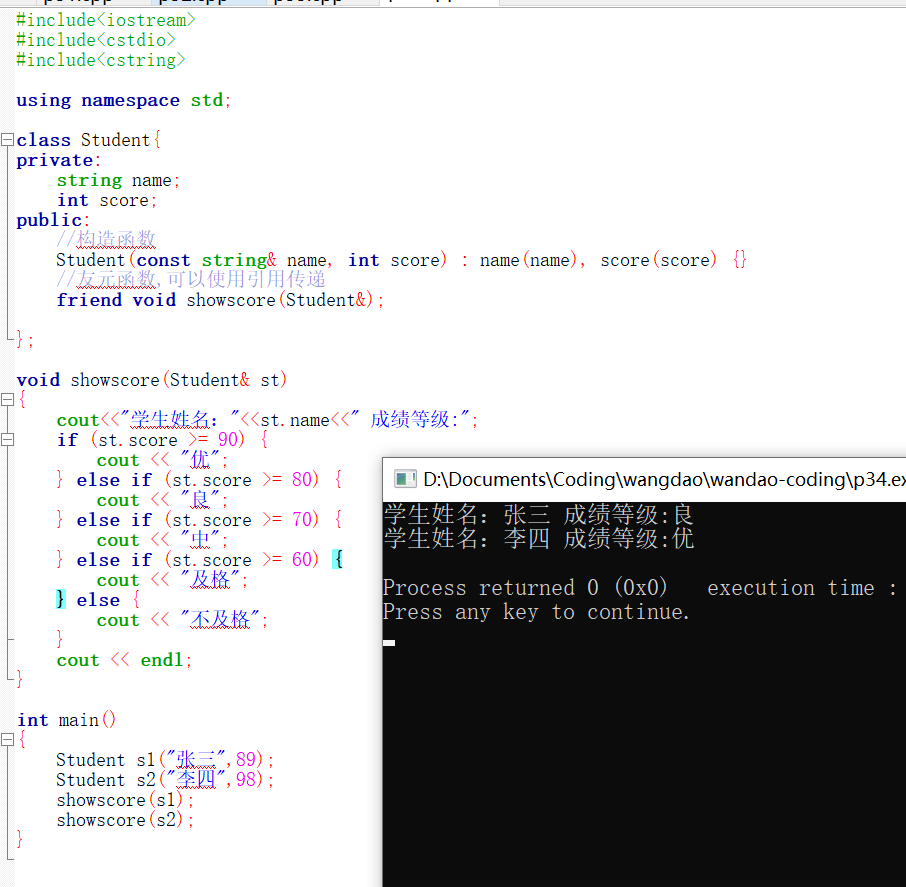 #include<iostream>
#include<cstdio>
#include<cstring>
using namespace std;
class Student{
private:
string name;
int score;
public:
//构造函数
Student(const string& name, int score) : name(name), score(score) {}
//友元函数,可以使用引用传递
friend void showscore(Student&);
};
void showscore(Student& st)
{
cout<<"学生姓名："<<st.name<<" 成绩等级:";
if (st.score >= 90) {
cout << "优";
} else if (st.score >= 80) {
cout << "良";
} else if (st.score >= 70) {
cout << "中";
} else if (st.score >= 60) {
cout << "及格";
} else {
cout << "不及格";
}
cout << endl;
}
int main()
{
Student s1("张三",89);
Student s2("李四",98);
showscore(s1);
showscore(s2);
}
D:\Documents\Coding\wangdao\wandao-coding\p34.ex
学生姓名：张三 成绩等级:良
学生姓名：李四 成绩等级:优
Process returned 0 (0x0) execution time :
Press any key to continue.